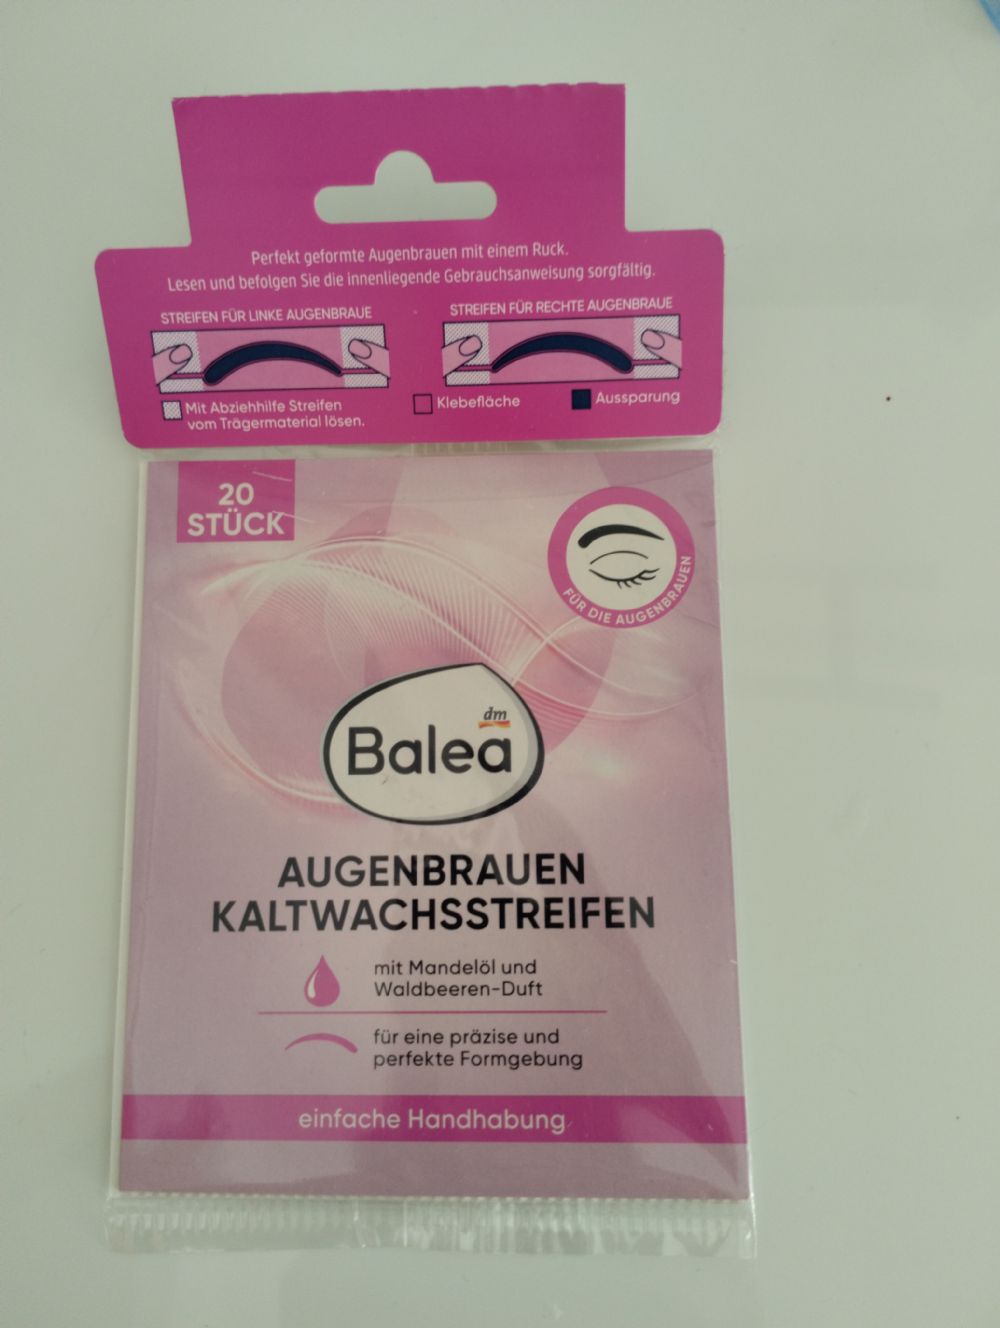 Perfekt geformte Augenbrauen mit einem Ruck.
Lesen und befolgen Sie die innenliegende Gebrauchsanweisung sorgfältig.
STREIFEN FÜR LINKE AUGENBRAUE
STREIFEN FÜR RECHTE AUGENBRAUE
Mit Abziehhilfe Streifen
vom Trägermaterial lösen.
Klebefläche
Aussparung
20
STÜCK
FÜR DIE AUGENBRAUEN
dm
Balea
AUGENBRAUEN
KALTWACHSSTREIFEN
mit Mandelöl und
Waldbeeren-Duft
für eine präzise und
perfekte Formgebung
einfache Handhabung